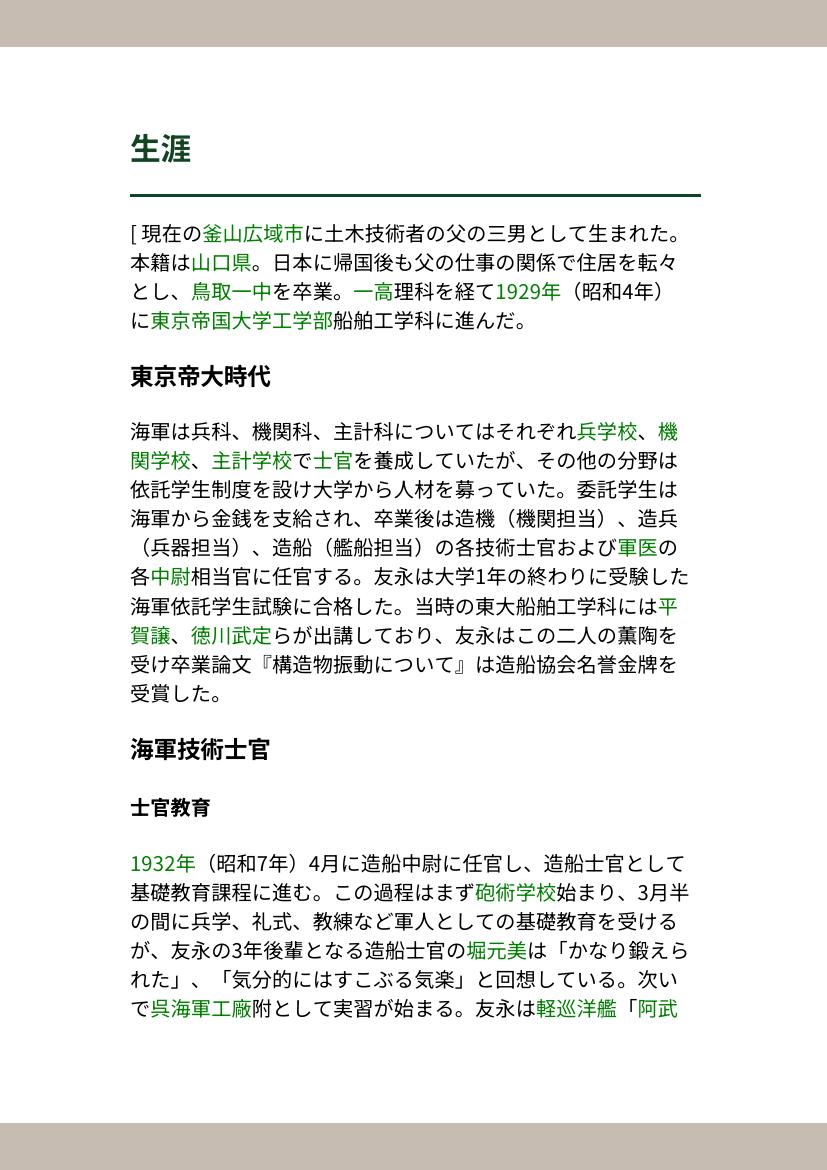 生涯
[ 現在の釜山広域市に土木技術者の父の三男として生まれた。
本籍は山口県。日本に帰国後も父の仕事の関係で住居を転々
とし、鳥取一中を卒業。一高理科を経て1929年（昭和4年）
に東京帝国大学工学部船舶工学科に進んだ。
東京帝大時代
海軍は兵科、機関科、主計科についてはそれぞれ兵学校、機
関学校、主計学校で士官を養成していたが、その他の分野は
依託学生制度を設け大学から人材を募っていた。委託学生は
海軍から金銭を支給され、卒業後は造機（機関担当）、造兵
（兵器担当）、造船（艦船担当）の各技術士官および軍医の
各中尉相当官に任官する。友永は大学1年の終わりに受験した
海軍依託学生試験に合格した。当時の東大船舶工学科には平
賀譲、徳川武定らが出講しており、友永はこの二人の薫陶を
受け卒業論文『構造物振動について』は造船協会名誉金牌を
受賞した。
海軍技術士官
士官教育
1932年（昭和7年）4月に造船中尉に任官し、造船士官として
基礎教育課程に進む。この過程はまず砲術学校始まり、3月半
の間に兵学、礼式、教練など軍人としての基礎教育を受ける
が、友永の3年後輩となる造船士官の堀元美は「かなり鍛えら
れた」、「気分的にはすこぶる気楽」と回想している。次い
で呉海軍工廠附として実習が始まる。友永は軽巡洋艦「阿武